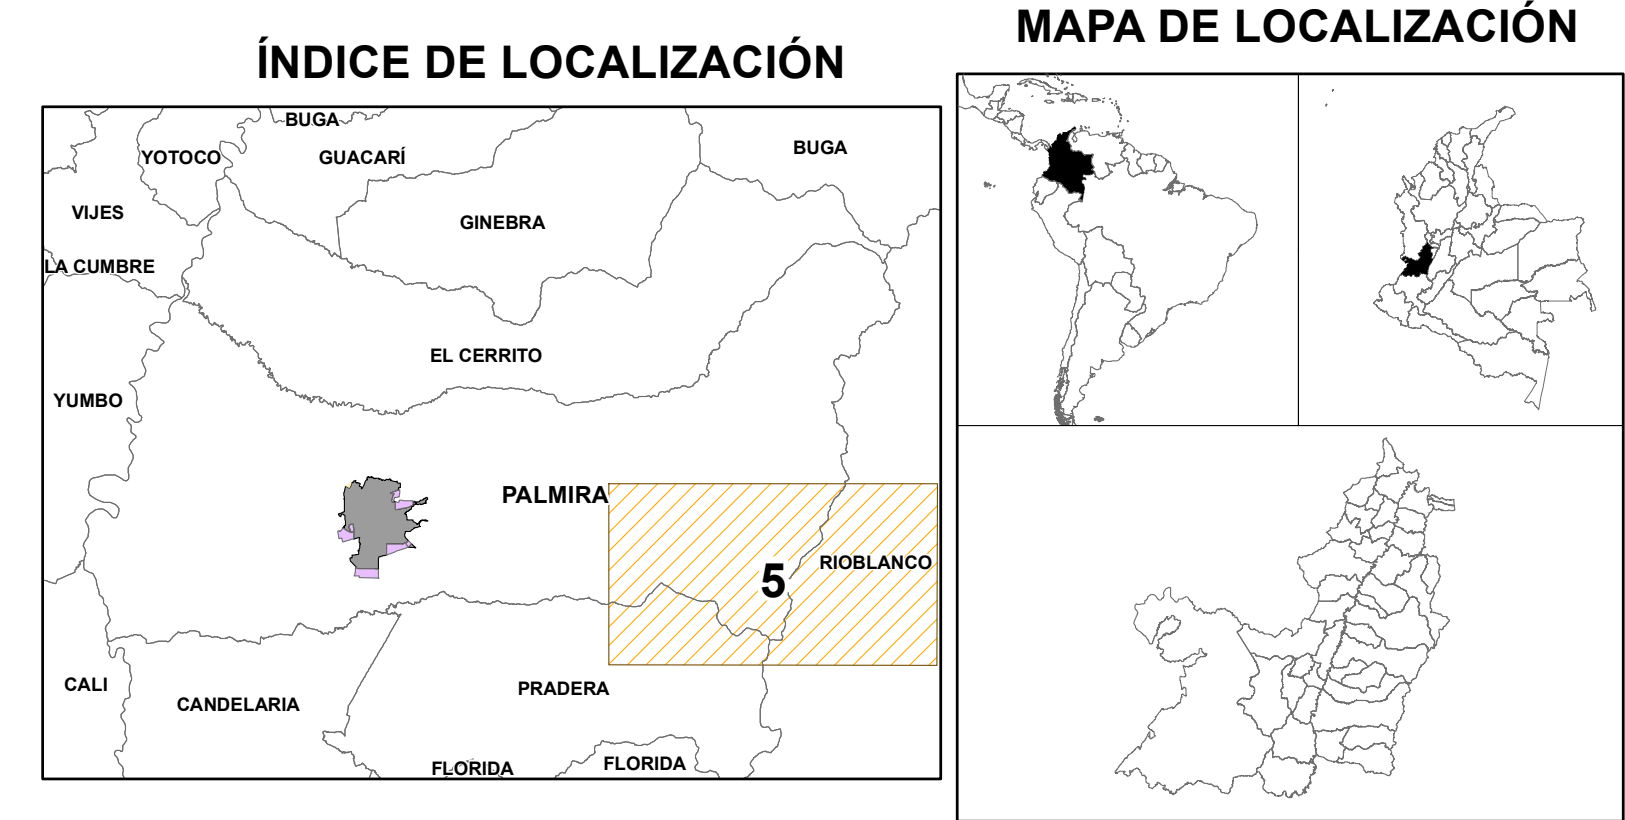 ÍNDICE DE LOCALIZACIÓN
MAPA DE LOCALIZACIÓN
BUGA
YOTOCO
GUACARÍ
BUGA
VIJES
GINEBRA
LA CUMBRE
EL CERRITO
YUMBO
PALMIRA
RIOBLANCO
5
CALI
CANDELARIA
PRADERA
FLORIDA
FLORIDA